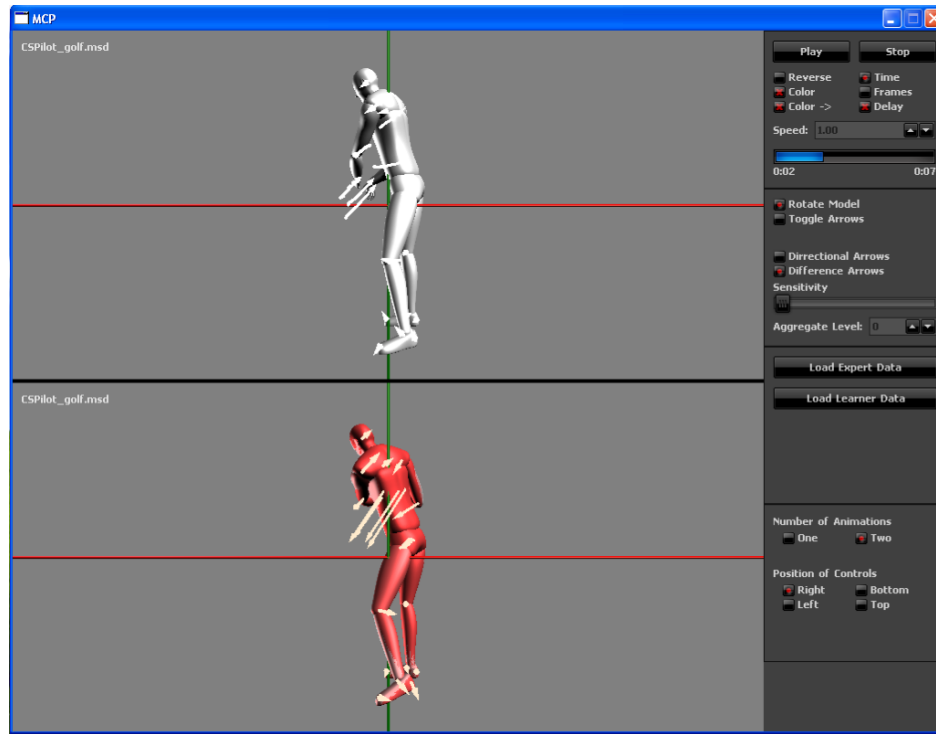 MCP
CSPilot_golf.msd
CSPilot_golf.msd
Play Stop
Reverse Time
Color Frames
Color -> Delay
Speed: 1.00
0:02 0:07
Rotate Model
Toggle Arrows
Dirrectional Arrows
Difference Arrows
Sensitivity
Aggregate Level: 0
Load Expert Data
Load Learner Data
Number of Animations
One Two
Position of Controls
Right Bottom
Left Top